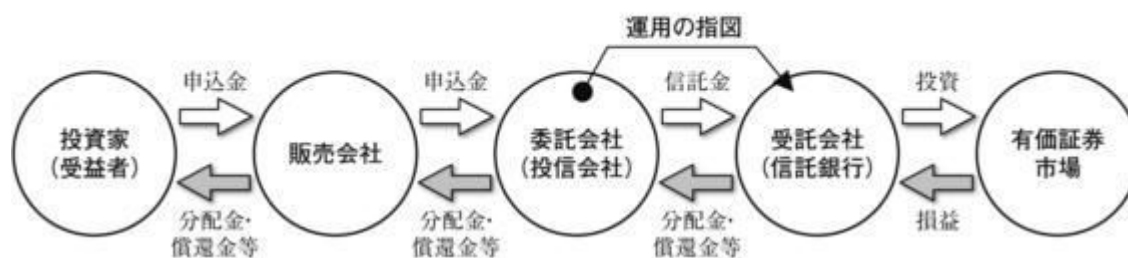 運用の指図
申込金
申込金
信託金
投資
投資家
(受益者)
販売会社
委託会社
(投信会社)
受託会社
(信託銀行)
有価証券
市場
分配金・
償還金等
分配金・
償還金等
分配金・
償還金等
損益